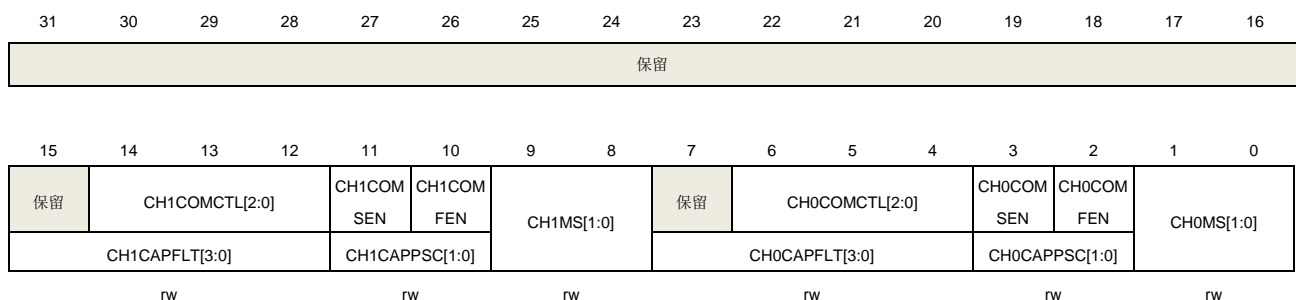 31 30 29 28 27 26 25 24 23 22 21 20 19 18 17 16
保留
15 14 13 12 11 10 9 8 7 6 5 4 3 2 1 0
保留 CH1COMCTL[2:0] CH1COM SEN CH1COM FEN CH1MS[1:0] 保留 CH0COMCTL[2:0] CH0COM SEN CH0COM FEN CH0MS[1:0]
CH1CAPFLT[3:0] CH1CAPPSC[1:0] CH0CAPFLT[3:0] CH0CAPPSC[1:0]
rw rw rw rw rw rw